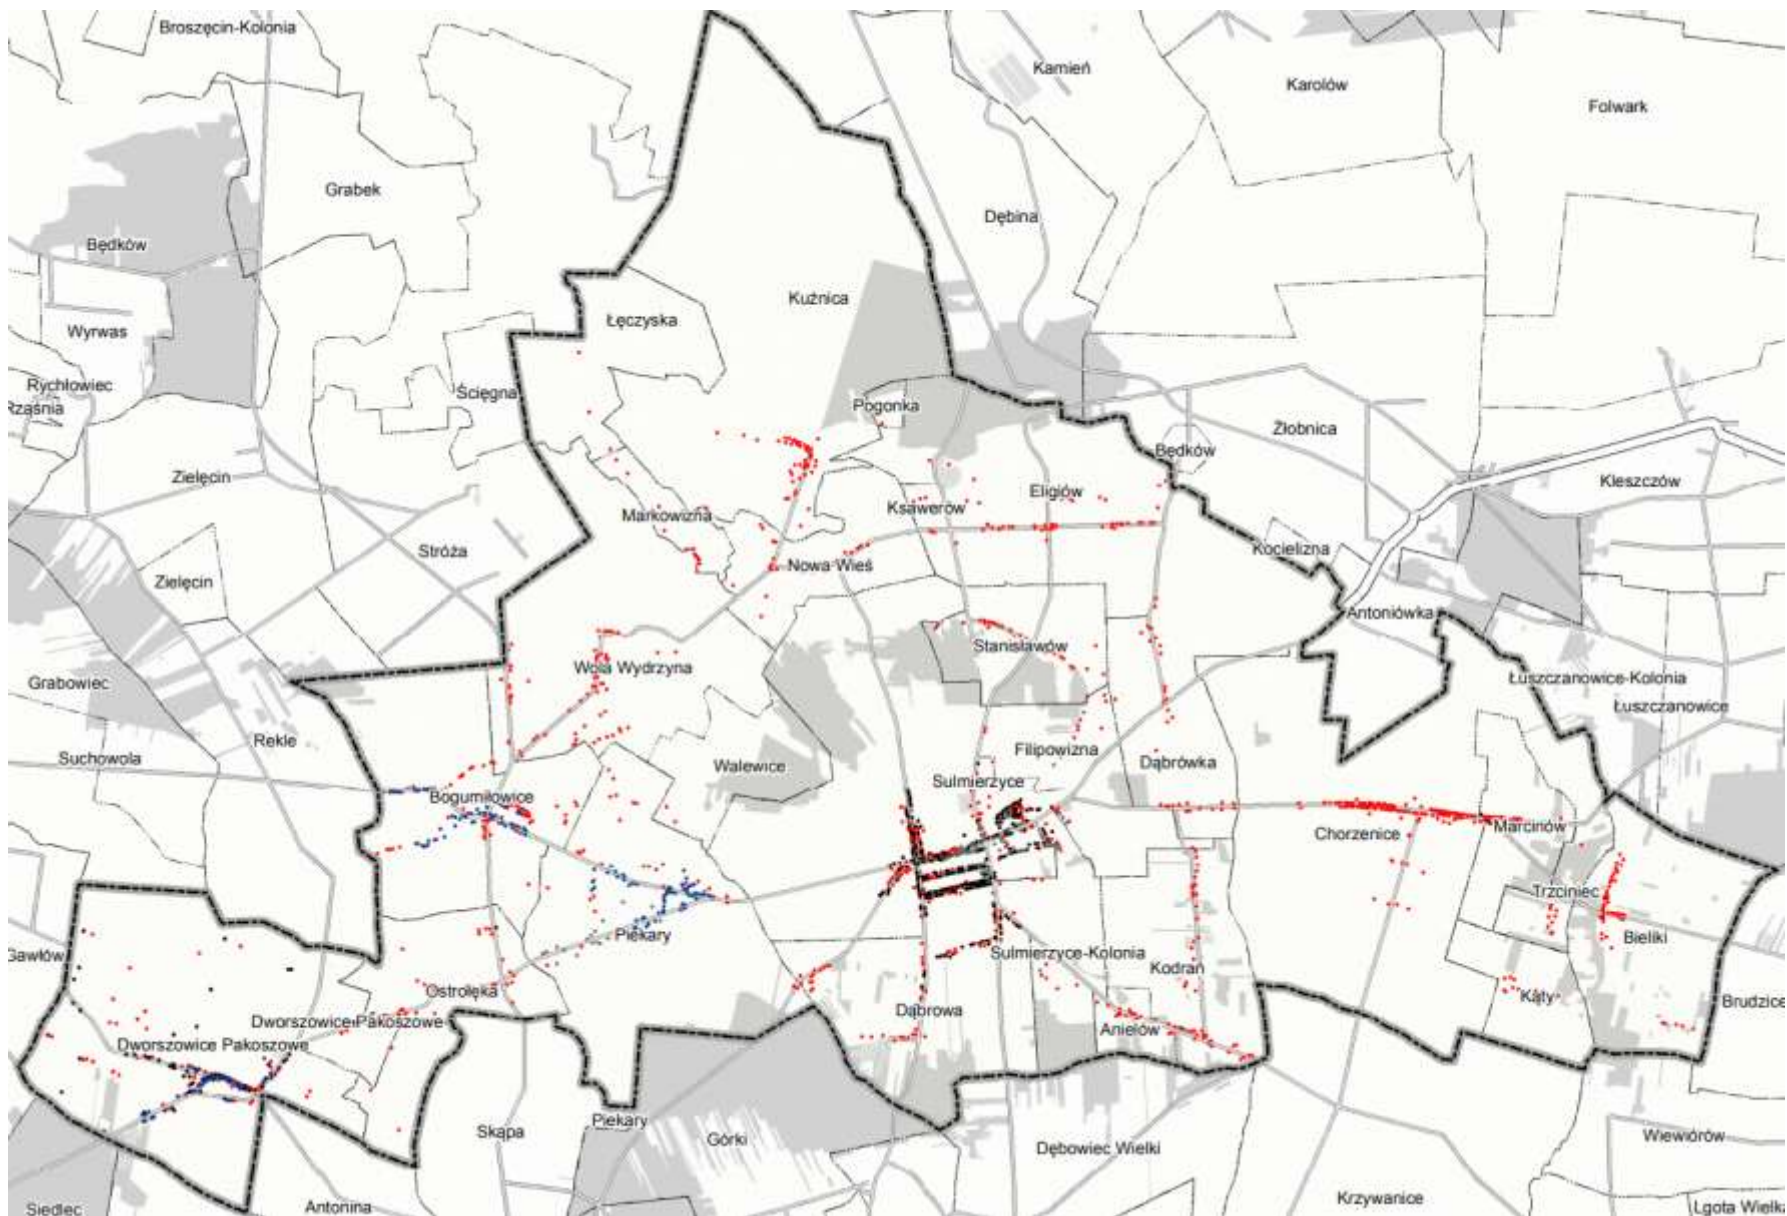 Broszęcin-Kolonia
Kamień
Karolów
Folwark
Grabek
Dębina
Będków
Kuźnica
Łęczyska
Wyrwas
Rychłowiec
Rząśnia
Ścięgna
Pogonka
Żłobnica
Będków
Zielęcin
Kleszczów
Eligiów
Ksawerów
Markowizna
Stróża
Kocielizna
Nowa Wieś
Zielęcin
Antoniówka
Stanisławów
Wola Wydrzyna
Grabowiec
Łuszczanowice-Kolonia
Łuszczanowice
Rekle
Filipowizna
Suchowola
Walewice
Dąbrówka
Sulmierzyce
Bogumiłowice
Chorzenice
Marcinów
Trzciniec
Piekary
Bieliki
Gawłów
Sulmierzyce-Kolonia
Kodrań
Ostrołęka
Kąty
Brudzice
Dąbrowa
Dworszowice Pakoszowe
Anielów
Dworszowice Pakoszowe
Piekary
Skąpa
Górki
Dębowiec Wielki
Wiewiórów
Krzywanice
Siedlec
Antonina
Lgota Wielka